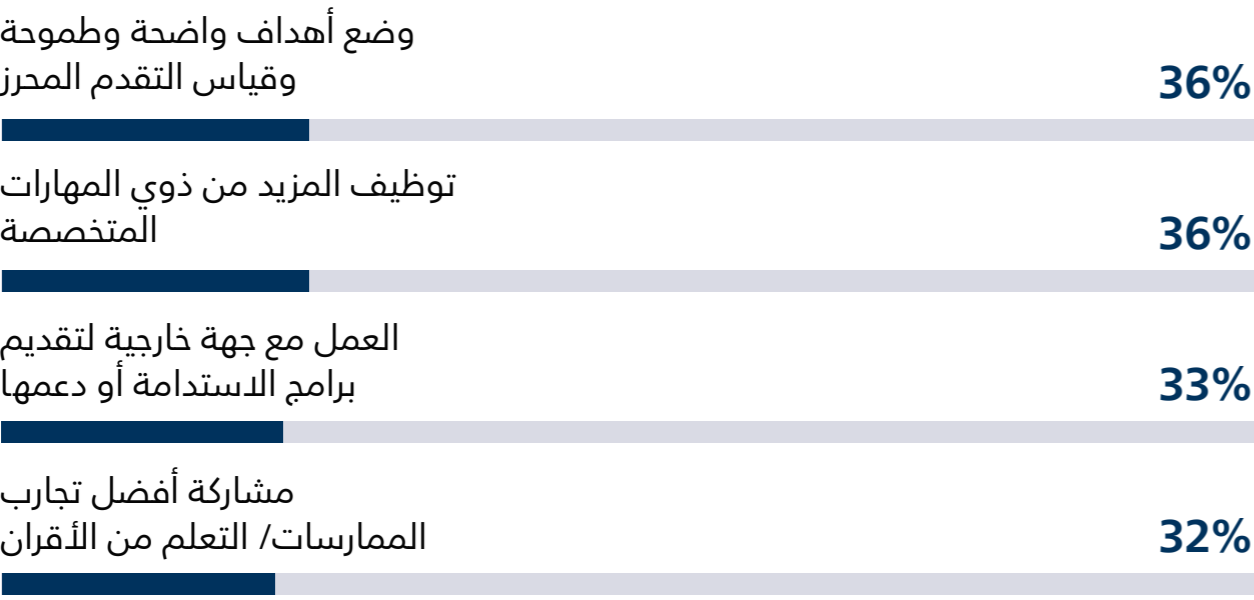 وضع أهداف واضحة وطموحة
وقياس التقدم المحرز
36%
توظيف المزيد من ذوي المهارات
المتخصصة
36%
العمل مع جهة خارجية لتقديم
برامج الاستدامة أو دعمها
33%
مشاركة أفضل تجارب
الممارسات/ التعلم من الأقران
32%